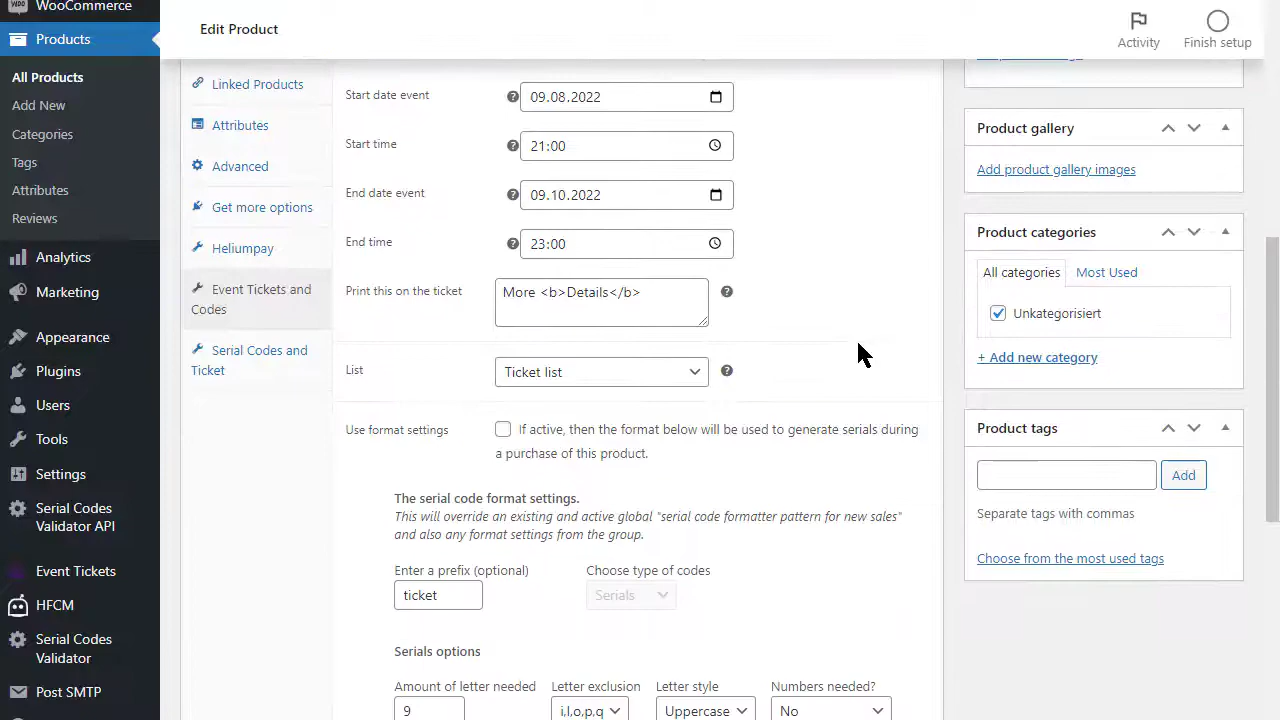 WooCommerce
Products
All Products
Add New
Categories
Tags
Attributes
Reviews
Analytics
Marketing
Appearance
Plugins
Users
Tools
Settings
Serial Codes
Validator API
Event Tickets
HFCM
Serial Codes
Validator
Post SMTP
Edit Product
Activity
Finish setup
Linked Products
Attributes
Advanced
Get more options
Heliumpay
Event Tickets and
Codes
Serial Codes and
Ticket
Start date event
09.08.2022
Start time
21:00
End date event
09.10.2022
End time
23:00
Print this on the ticket
More <b>Details</b>
List
Ticket list
Use format settings
If active, then the format below will be used to generate serials during
a purchase of this product.
The serial code format settings.
This will override an existing and active global "serial code formatter pattern for new sales"
and also any format settings from the group.
Enter a prefix (optional)
Choose type of codes
ticket
Serials
Serials options
Amount of letter needed
Letter exclusion
Letter style
Numbers needed?
9
i,l,o,p,q
Uppercase
No
Product gallery
Add product gallery images
Product categories
All categories
Most Used
Unkategorisiert
+ Add new category
Product tags
Add
Separate tags with commas
Choose from the most used tags